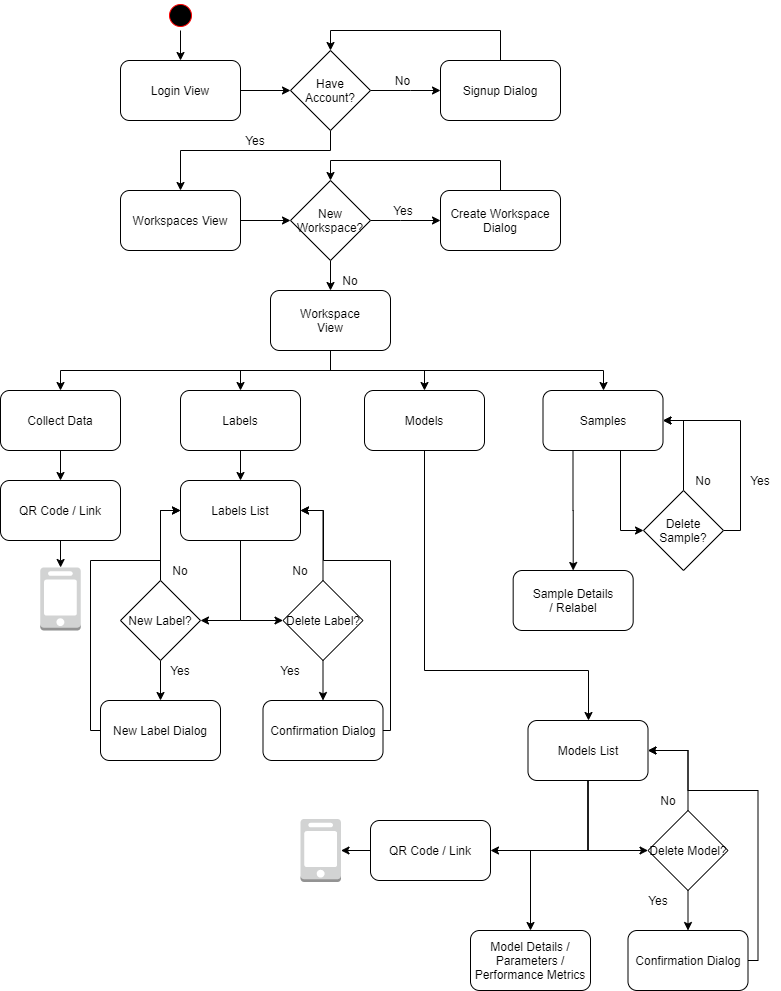 Login View
Have
Account?
No
Signup Dialog
Yes
Workspaces View
New
Workspace?
Yes
Create Workspace
Dialog
No
Workspace
View
Collect Data
Labels
Models
Samples
QR Code / Link
Labels List
No
Yes
Delete
Sample?
No
No
Sample Details
/ Relabel
New Label?
Delete Label?
Yes
Yes
New Label Dialog
Confirmation Dialog
Models List
No
QR Code / Link
Delete Model?
Yes
Model Details /
Parameters /
Performance Metrics
Confirmation Dialog